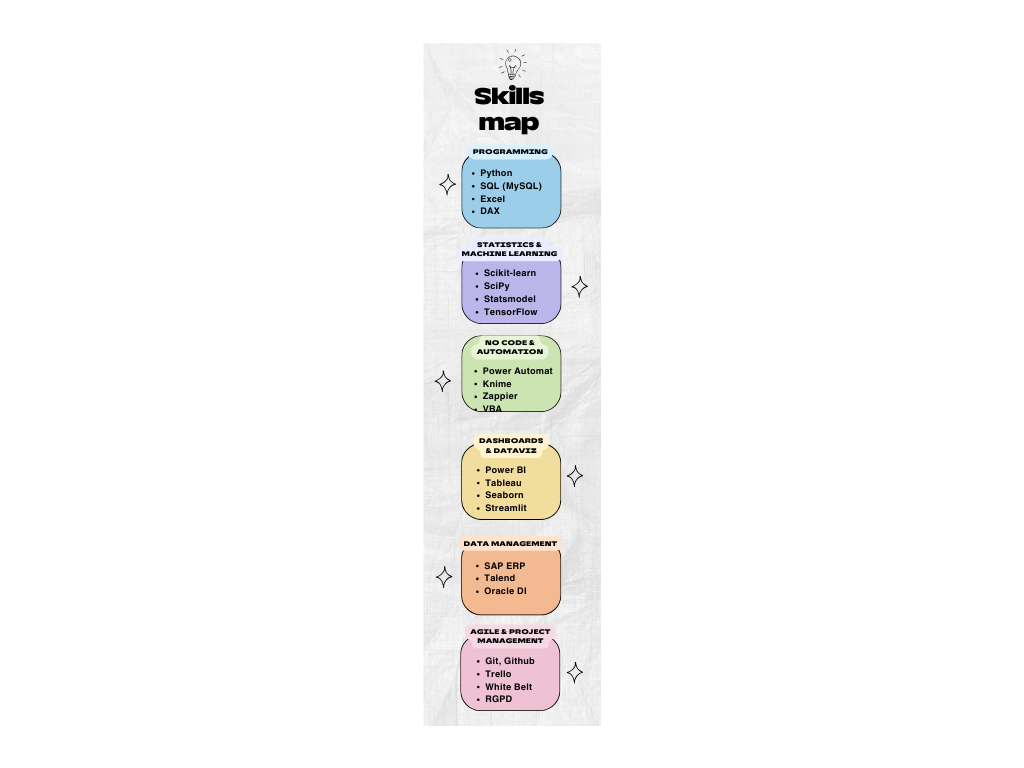 Skills
map
PROGRAMMING
• Python
• SQL (MySQL)
• Excel
• DAX
STATISTICS &
MACHINE LEARNING
• Scikit-learn
• SciPy
• Statsmodel
• TensorFlow
NO CODE &
AUTOMATION
• Power Automat
• Knime
• Zappier
• VBA
DASHBOARDS
& DATAVIZ
• Power BI
• Tableau
• Seaborn
• Streamlit
DATA MANAGEMENT
• SAP ERP
• Talend
• Oracle DI
AGILE & PROJECT
MANAGEMENT
• Git, Github
• Trello
• White Belt
• RGPD